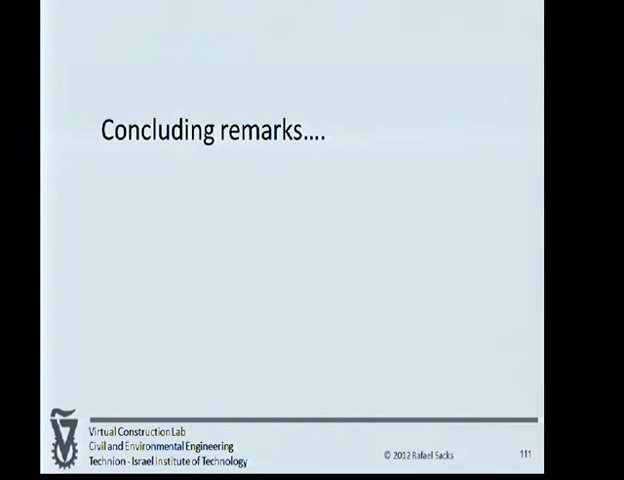 Concluding remarks....
Virtual Construction Lab
Civil and Environmental Engineering
Technion - Israel Institute of Technology
© 2012 Rafael Sacks
111